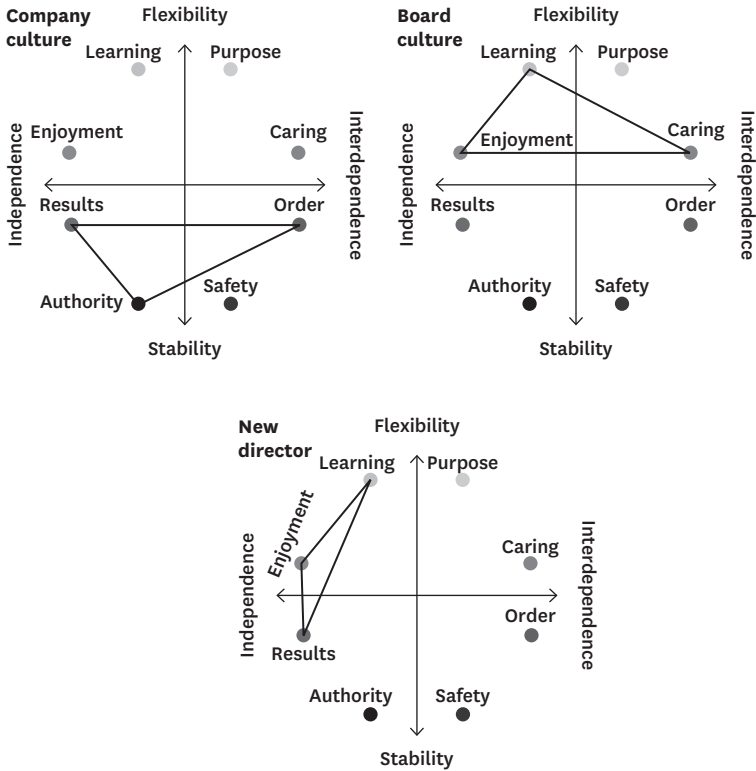 Company
culture
Flexibility
Learning
Purpose
Enjoyment
Caring
Independence
Interdependence
Results
Order
Authority
Safety
Stability
Board
culture
Flexibility
Learning
Purpose
Enjoyment
Caring
Independence
Interdependence
Results
Order
Authority
Safety
Stability
New
director
Flexibility
Learning
Purpose
Enjoyment
Caring
Independence
Interdependence
Order
Results
Authority
Safety
Stability